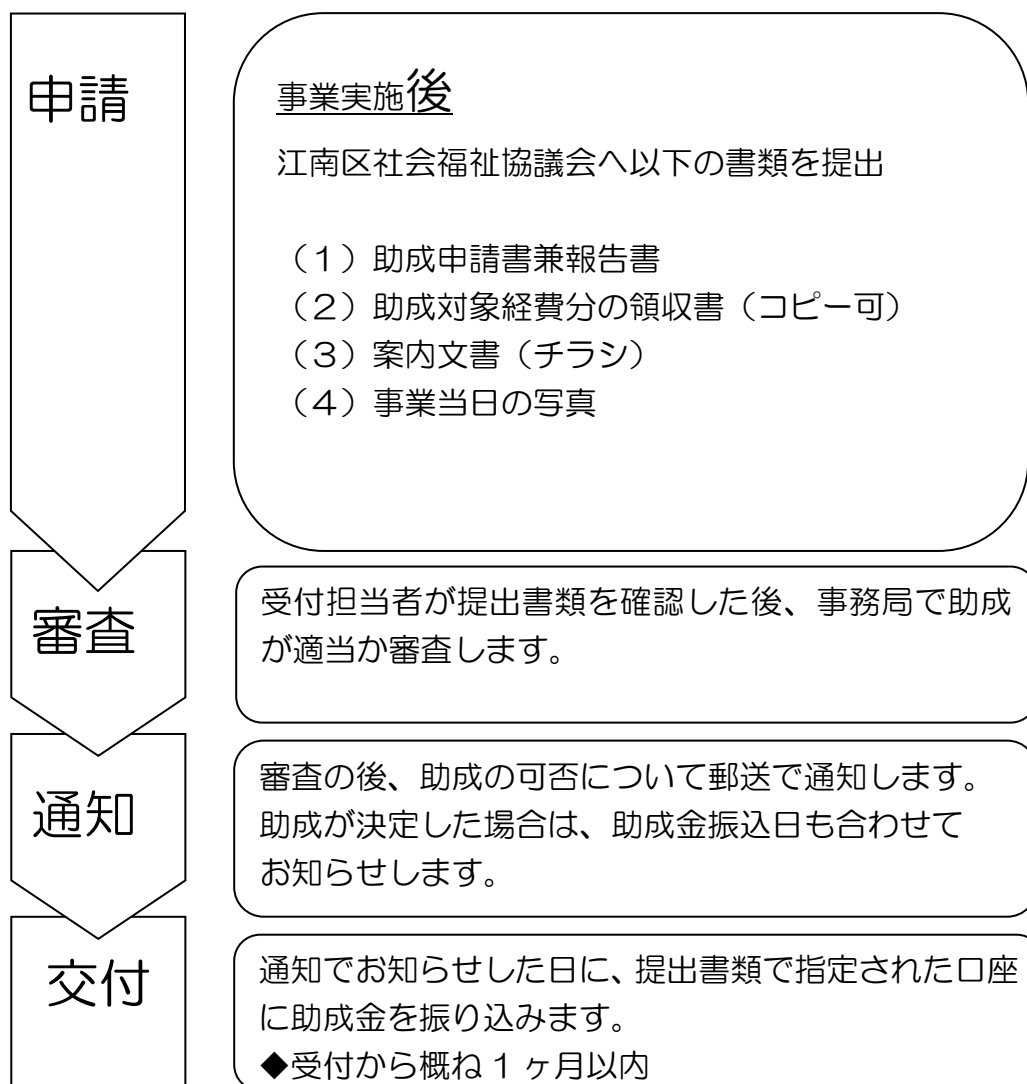 申請
事業実施後
江南区社会福祉協議会へ以下の書類を提出
（１）助成申請書兼報告書
（２）助成対象経費分の領収書（コピー可）
（３）案内文書（チラシ）
（４）事業当日の写真
審査
受付担当者が提出書類を確認した後、事務局で助成
が適当か審査します。
通知
審査の後、助成の可否について郵送で通知します。
助成が決定した場合は、助成金振込日も合わせて
お知らせします。
交付
通知でお知らせした日に、提出書類で指定された口座
に助成金を振り込みます。
◆受付から概ね１ヶ月以内